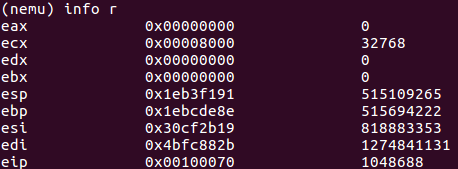 (nemu) info r
eax 0x00000000 0
ecx 0x00008000 32768
edx 0x00000000 0
ebx 0x00000000 0
esp 0x1eb3f191 515109265
ebp 0x1ebcde8e 515694222
esi 0x30cf2b19 818883353
edi 0x4bfc882b 1274841131
eip 0x00100070 1048688